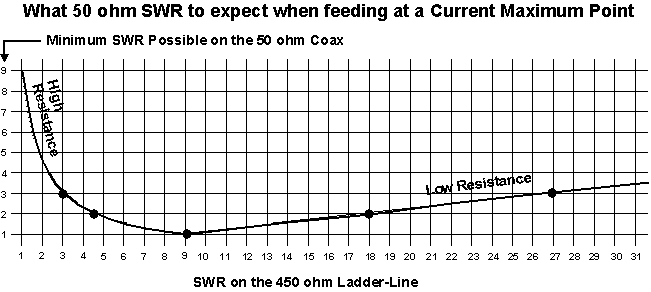 What 50 ohm SWR to expect when feeding at a Current Maximum Point
Minimum SWR Possible on the 50 ohm Coax
9
8
7
6
5
4
3
2
1
High
Resistance
Low Resistance
1 2 3 4 5 6 7 8 9 10 11 12 13 14 15 16 17 18 19 20 21 22 23 24 25 26 27 28 29 30 31
SWR on the 450 ohm Ladder-Line